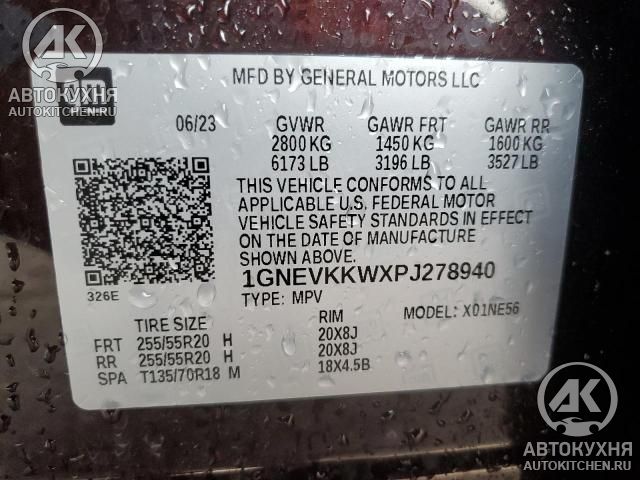 АК
АВТОКУХНЯ
AUTOKITCHEN.RU
MFD BY GENERAL MOTORS LLC
06/23
GVWR GAWR FRT GAWR RR
2800 KG 1450 KG 1600 KG
6173 LB 3196 LB 3527 LB
THIS VEHICLE CONFORMS TO ALL
APPLICABLE U.S. FEDERAL MOTOR
VEHICLE SAFETY STANDARDS IN EFFECT
ON THE DATE OF MANUFACTURE
SHOWN ABOVE.
326E
1GNEVKKWXPJ278940
TYPE: MPV MODEL: X01NE56
TIRE SIZE RIM
FRT 255/55R20 H 20X8J
RR 255/55R20 H 20X8J
SPA T135/70R18 M 18X4.5B
АК
АВТОКУХНЯ
AUTOKITCHEN.RU